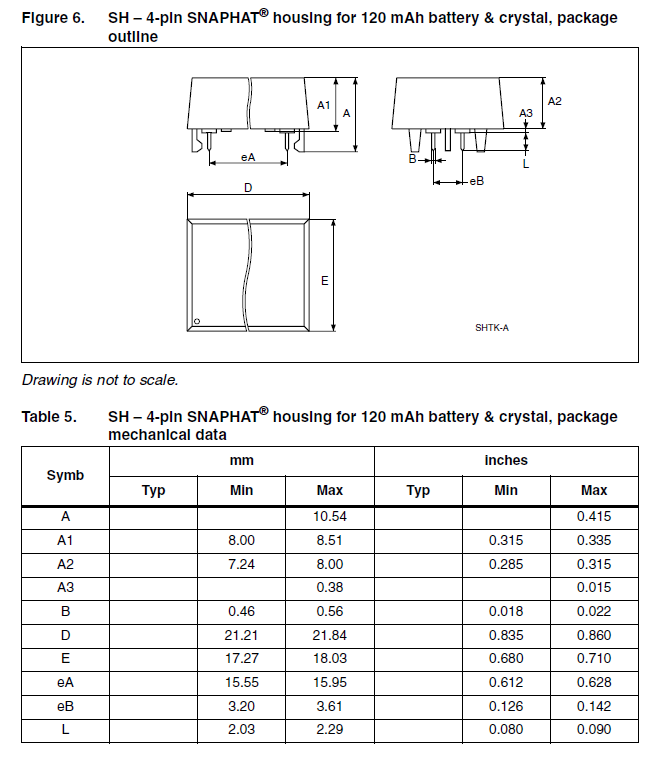 Figure 6. SH – 4-pin SNAPHAT® housing for 120 mAh battery & crystal, package
outline
A1
A
A2
A3
eA
B
L
eB
D
E
SHTK-A
Drawing is not to scale.
Table 5. SH – 4-pin SNAPHAT® housing for 120 mAh battery & crystal, package
mechanical data
Symb mm inches
Typ Min Max Typ Min Max
A 10.54 0.415
A1 8.00 8.51 0.315 0.335
A2 7.24 8.00 0.285 0.315
A3 0.38 0.015
B 0.46 0.56 0.018 0.022
D 21.21 21.84 0.835 0.860
E 17.27 18.03 0.680 0.710
eA 15.55 15.95 0.612 0.628
eB 3.20 3.61 0.126 0.142
L 2.03 2.29 0.080 0.090